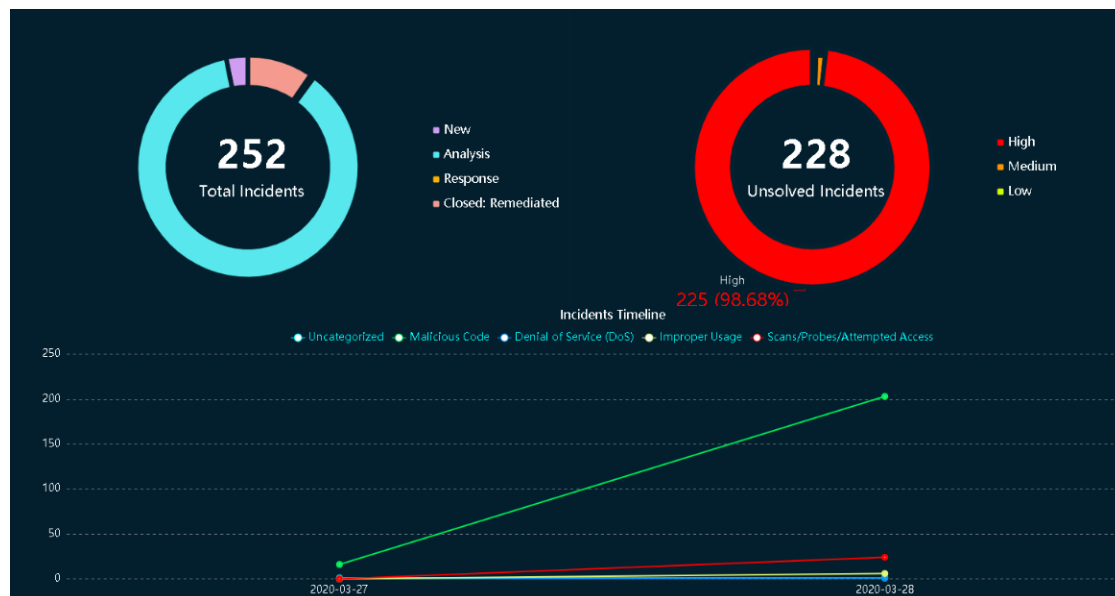 252
Total Incidents
New
Analysis
Response
Closed: Remediated
228
Unsolved Incidents
High
Medium
Low
High
225 (98.68%)
Incidents Timeline
Uncategorized Malicious Code Denial of Service (DoS) Improper Usage Scans/Probes/Attempted Access
250
200
150
100
50
0
2020-03-27 2020-03-28